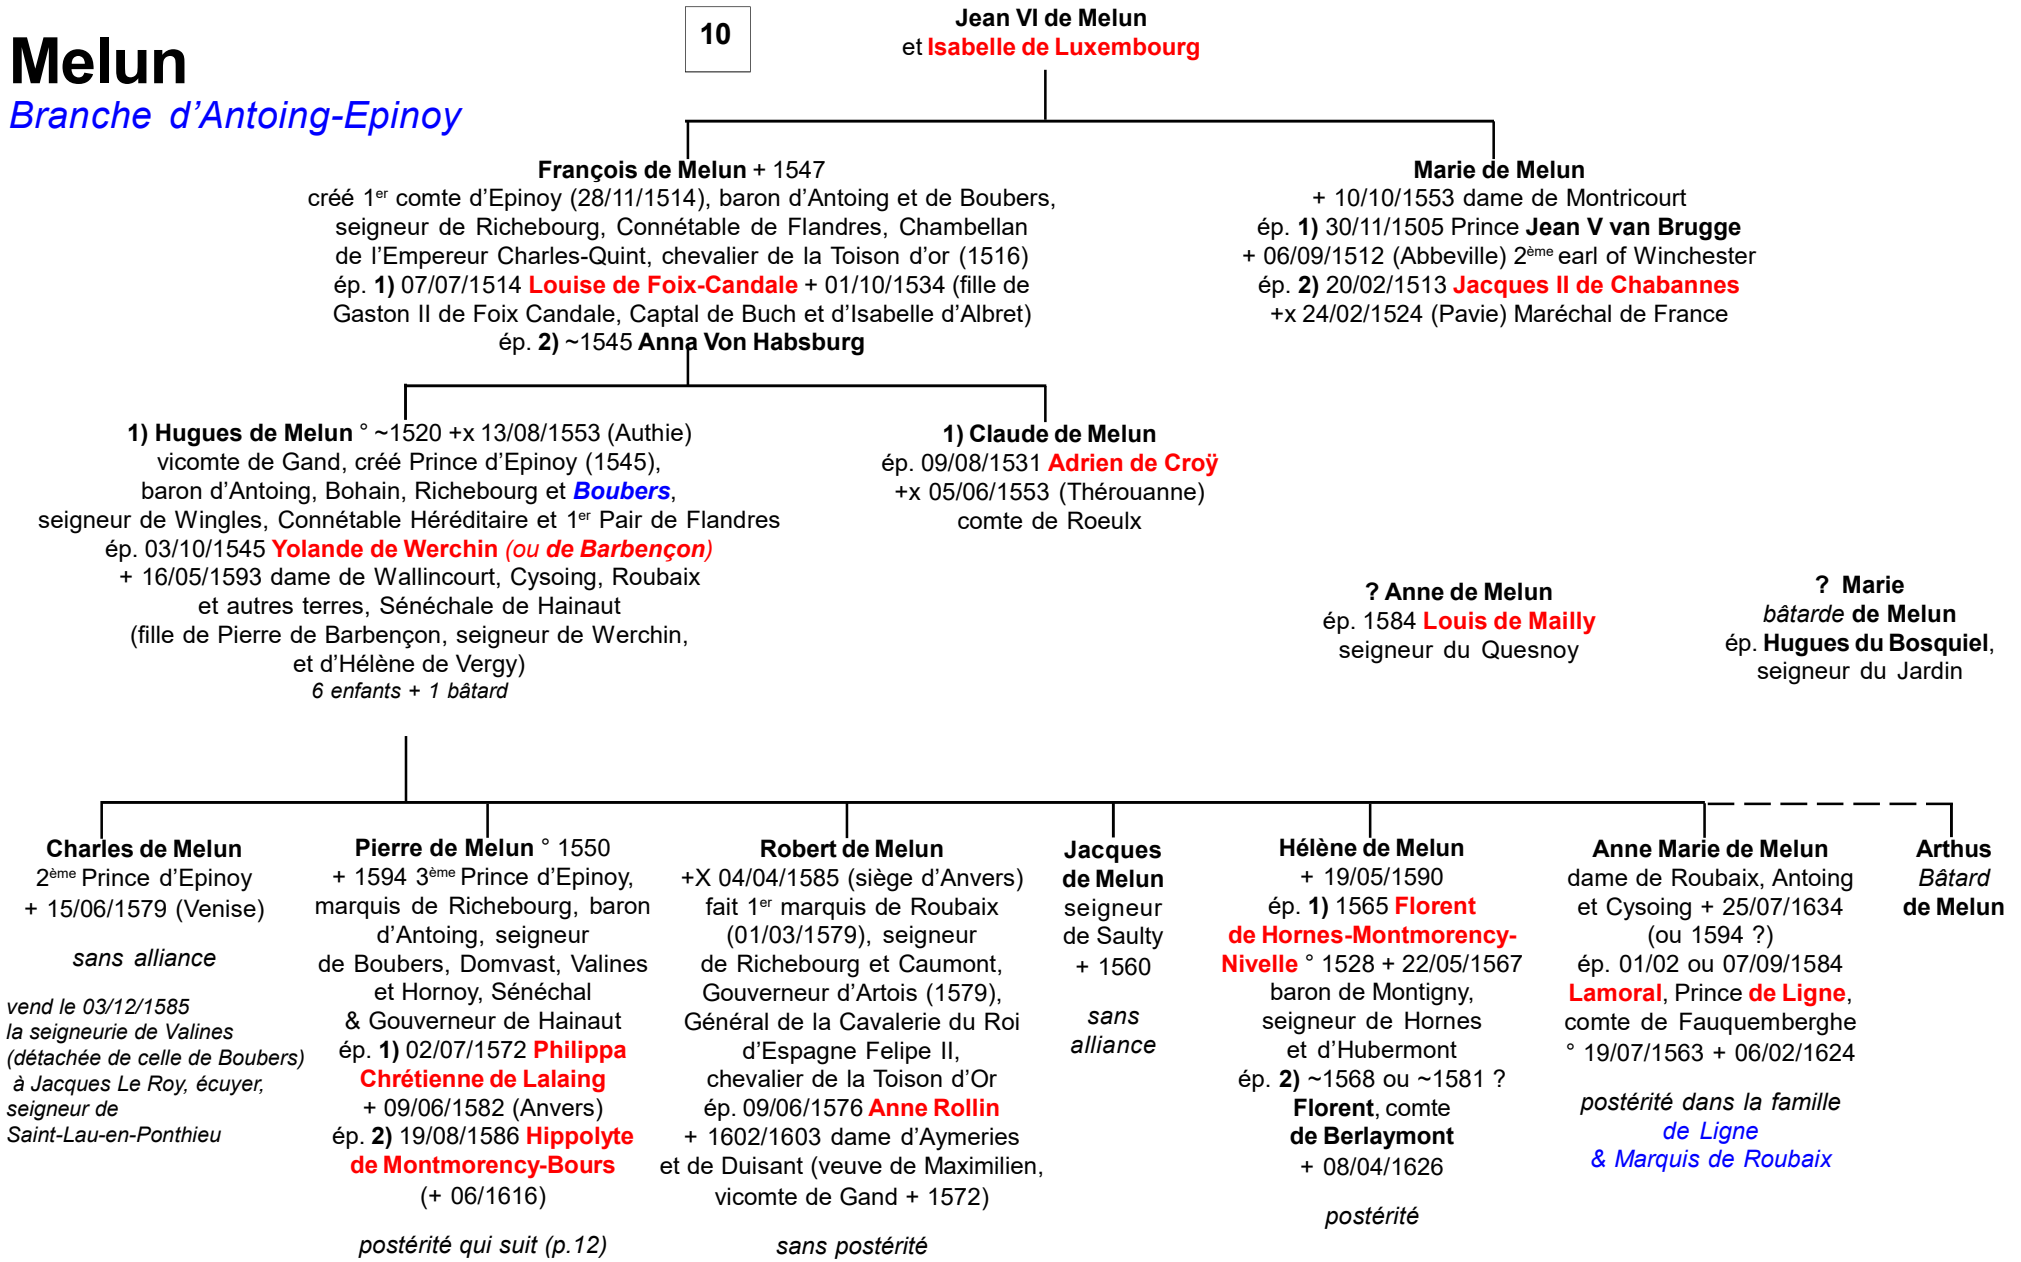 10
Melun
Branche d’Antoing-Epinoy
Jean VI de Melun
et Isabelle de Luxembourg
François de Melun + 1547
créé 1er comte d’Epinoy (28/11/1514), baron d’Antoing et de Boubers,
seigneur de Richebourg, Connétable de Flandres, Chambellan
de l’Empereur Charles-Quint, chevalier de la Toison d’or (1516)
ép. 1) 07/07/1514 Louise de Foix-Candale + 01/10/1534 (fille de
Gaston II de Foix Candale, Captal de Buch et d’Isabelle d’Albret)
ép. 2) ~1545 Anna Von Habsburg
Marie de Melun
+ 10/10/1553 dame de Montricourt
ép. 1) 30/11/1505 Prince Jean V van Brugge
+ 06/09/1512 (Abbeville) 2ème earl of Winchester
ép. 2) 20/02/1513 Jacques II de Chabannes
+x 24/02/1524 (Pavie) Maréchal de France
1) Hugues de Melun ° ~1520 +x 13/08/1553 (Authie)
vicomte de Gand, créé Prince d’Epinoy (1545),
baron d’Antoing, Bohain, Richebourg et Boubers,
seigneur de Wingles, Connétable Héréditaire et 1er Pair de Flandres
ép. 03/10/1545 Yolande de Werchin (ou de Barbençon)
+ 16/05/1593 dame de Wallincourt, Cysoing, Roubaix
et autres terres, Sénéchale de Hainaut
(fille de Pierre de Barbençon, seigneur de Werchin,
et d’Hélène de Vergy)
6 enfants + 1 bâtard
1) Claude de Melun
ép. 09/08/1531 Adrien de Croÿ
+x 05/06/1553 (Thérouanne)
comte de Roeulx
? Anne de Melun
ép. 1584 Louis de Mailly
seigneur du Quesnoy
? Marie
bâtarde de Melun
ép. Hugues du Bosquiel,
seigneur du Jardin
Charles de Melun
2ème Prince d’Epinoy
+ 15/06/1579 (Venise)
sans alliance
vend le 03/12/1585
la seigneurie de Valines
(détachée de celle de Boubers)
à Jacques Le Roy, écuyer,
seigneur de
Saint-Lau-en-Ponthieu
Pierre de Melun ° 1550
+ 1594 3ème Prince d’Epinoy,
marquis de Richebourg, baron
d’Antoing, seigneur
de Boubers, Domvast, Valines
et Hornoy, Sénéchal
& Gouverneur de Hainaut
ép. 1) 02/07/1572 Philippa
Chrétienne de Lalaing
+ 09/06/1582 (Anvers)
ép. 2) 19/08/1586 Hippolyte
de Montmorency-Bours
(+ 06/1616)
postérité qui suit (p.12)
Robert de Melun
+X 04/04/1585 (siège d’Anvers)
fait 1er marquis de Roubaix
(01/03/1579), seigneur
de Richebourg et Caumont,
Gouverneur d’Artois (1579),
Général de la Cavalerie du Roi
d’Espagne Felipe II,
chevalier de la Toison d’Or
ép. 09/06/1576 Anne Rollin
+ 1602/1603 dame d’Aymeries
et de Duisant (veuve de Maximilien,
vicomte de Gand + 1572)
sans postérité
Jacques
de Melun
seigneur
de Saulty
+ 1560
sans
alliance
Hélène de Melun
+ 19/05/1590
ép. 1) 1565 Florent
de Hornes-Montmorency-
Nivelle ° 1528 + 22/05/1567
baron de Montigny,
seigneur de Hornes
et d’Hubermont
ép. 2) ~1568 ou ~1581 ?
Florent, comte
de Berlaymont
+ 08/04/1626
postérité
Anne Marie de Melun
dame de Roubaix, Antoing
et Cysoing + 25/07/1634
(ou 1594 ?)
ép. 01/02 ou 07/09/1584
Lamoral, Prince de Ligne,
comte de Fauquemberghe
° 19/07/1563 + 06/02/1624
postérité dans la famille
de Ligne
& Marquis de Roubaix
Arthus
Bâtard
de Melun